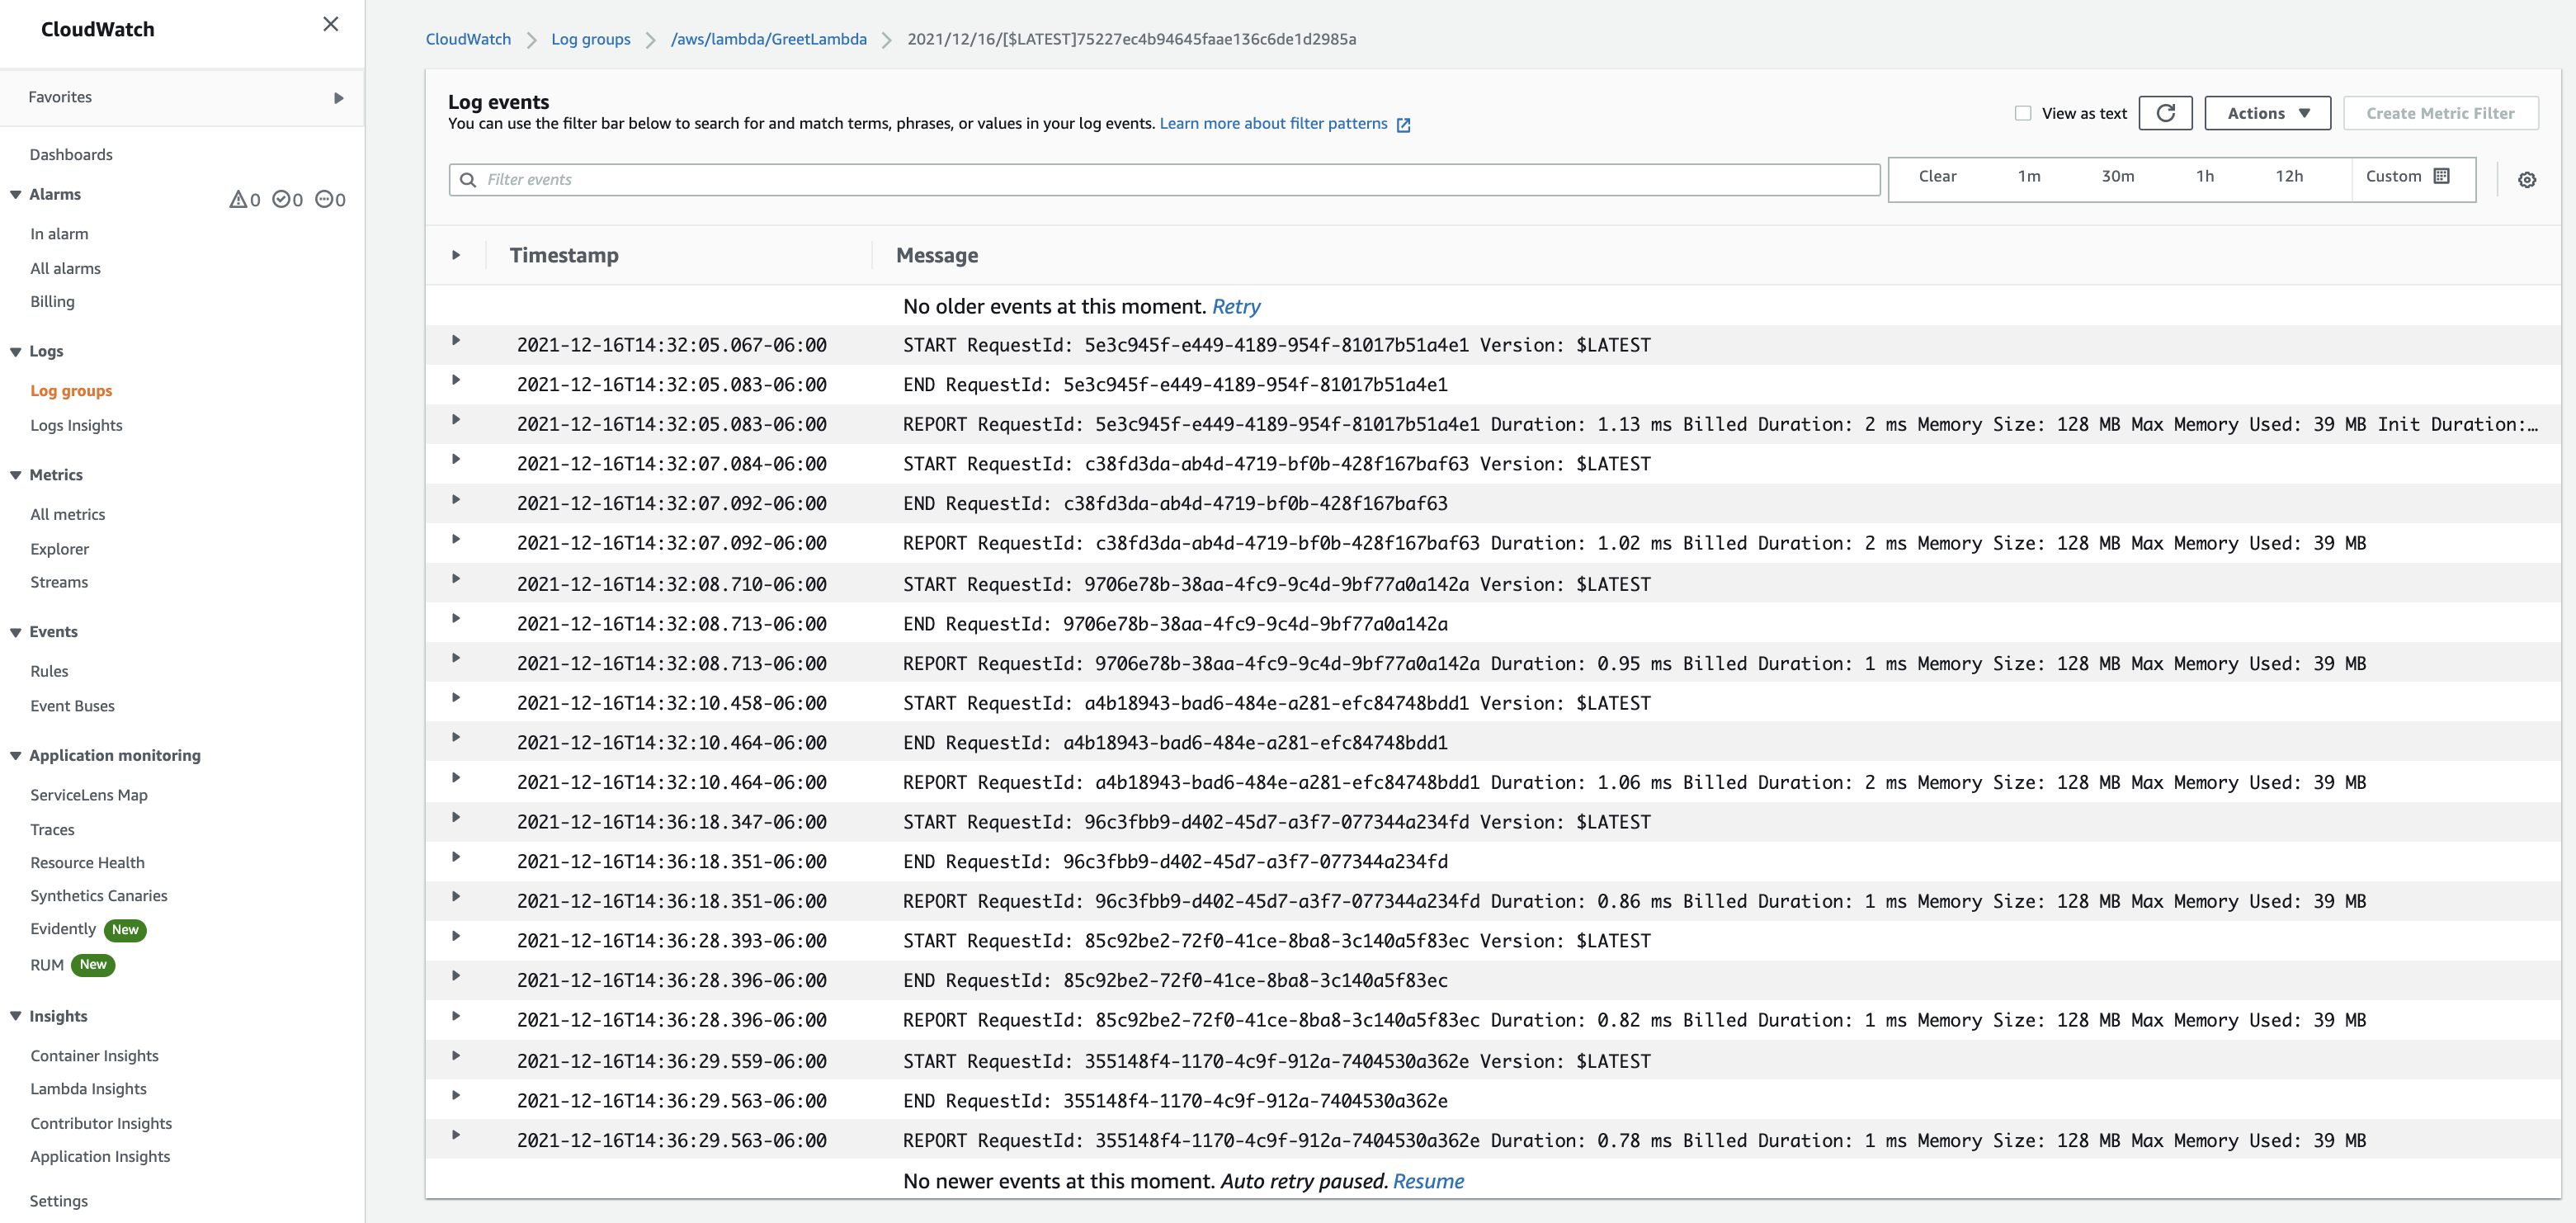 CloudWatch
Favorites
Dashboards
Alarms 0 0 0
In alarm
All alarms
Billing
Logs
Log groups
Logs Insights
Metrics
All metrics
Explorer
Streams
Events
Rules
Event Buses
Application monitoring
ServiceLens Map
Traces
Resource Health
Synthetics Canaries
Evidently New
RUM New
Insights
Container Insights
Lambda Insights
Contributor Insights
Application Insights
Settings
CloudWatch > Log groups > /aws/lambda/GreetLambda > 2021/12/16/[$LATEST]75227ec4b94645faae136c6de1d2985a
Log events
You can use the filter bar below to search for and match terms, phrases, or values in your log events. Learn more about filter patterns
View as text Actions Create Metric Filter
Filter events Clear 1m 30m 1h 12h Custom
Timestamp Message
No older events at this moment. Retry
2021-12-16T14:32:05.067-06:00 START RequestId: 5e3c945f-e449-4189-954f-81017b51a4e1 Version: $LATEST
2021-12-16T14:32:05.083-06:00 END RequestId: 5e3c945f-e449-4189-954f-81017b51a4e1
2021-12-16T14:32:05.083-06:00 REPORT RequestId: 5e3c945f-e449-4189-954f-81017b51a4e1 Duration: 1.13 ms Billed Duration: 2 ms Memory Size: 128 MB Max Memory Used: 39 MB Init Duration:…
2021-12-16T14:32:07.084-06:00 START RequestId: c38fd3da-ab4d-4719-bf0b-428f167baf63 Version: $LATEST
2021-12-16T14:32:07.092-06:00 END RequestId: c38fd3da-ab4d-4719-bf0b-428f167baf63
2021-12-16T14:32:07.092-06:00 REPORT RequestId: c38fd3da-ab4d-4719-bf0b-428f167baf63 Duration: 1.02 ms Billed Duration: 2 ms Memory Size: 128 MB Max Memory Used: 39 MB
2021-12-16T14:32:08.710-06:00 START RequestId: 9706e78b-38aa-4fc9-9c4d-9bf77a0a142a Version: $LATEST
2021-12-16T14:32:08.713-06:00 END RequestId: 9706e78b-38aa-4fc9-9c4d-9bf77a0a142a
2021-12-16T14:32:08.713-06:00 REPORT RequestId: 9706e78b-38aa-4fc9-9c4d-9bf77a0a142a Duration: 0.95 ms Billed Duration: 1 ms Memory Size: 128 MB Max Memory Used: 39 MB
2021-12-16T14:32:10.458-06:00 START RequestId: a4b18943-bad6-484e-a281-efc84748bdd1 Version: $LATEST
2021-12-16T14:32:10.464-06:00 END RequestId: a4b18943-bad6-484e-a281-efc84748bdd1
2021-12-16T14:32:10.464-06:00 REPORT RequestId: a4b18943-bad6-484e-a281-efc84748bdd1 Duration: 1.06 ms Billed Duration: 2 ms Memory Size: 128 MB Max Memory Used: 39 MB
2021-12-16T14:36:18.347-06:00 START RequestId: 96c3fbb9-d402-45d7-a3f7-077344a234fd Version: $LATEST
2021-12-16T14:36:18.351-06:00 END RequestId: 96c3fbb9-d402-45d7-a3f7-077344a234fd
2021-12-16T14:36:18.351-06:00 REPORT RequestId: 96c3fbb9-d402-45d7-a3f7-077344a234fd Duration: 0.86 ms Billed Duration: 1 ms Memory Size: 128 MB Max Memory Used: 39 MB
2021-12-16T14:36:28.393-06:00 START RequestId: 85c92be2-72f0-41ce-8ba8-3c140a5f83ec Version: $LATEST
2021-12-16T14:36:28.396-06:00 END RequestId: 85c92be2-72f0-41ce-8ba8-3c140a5f83ec
2021-12-16T14:36:28.396-06:00 REPORT RequestId: 85c92be2-72f0-41ce-8ba8-3c140a5f83ec Duration: 0.82 ms Billed Duration: 1 ms Memory Size: 128 MB Max Memory Used: 39 MB
2021-12-16T14:36:29.559-06:00 START RequestId: 355148f4-1170-4c9f-912a-7404530a362e Version: $LATEST
2021-12-16T14:36:29.563-06:00 END RequestId: 355148f4-1170-4c9f-912a-7404530a362e
2021-12-16T14:36:29.563-06:00 REPORT RequestId: 355148f4-1170-4c9f-912a-7404530a362e Duration: 0.78 ms Billed Duration: 1 ms Memory Size: 128 MB Max Memory Used: 39 MB
No newer events at this moment. Auto retry paused. Resume